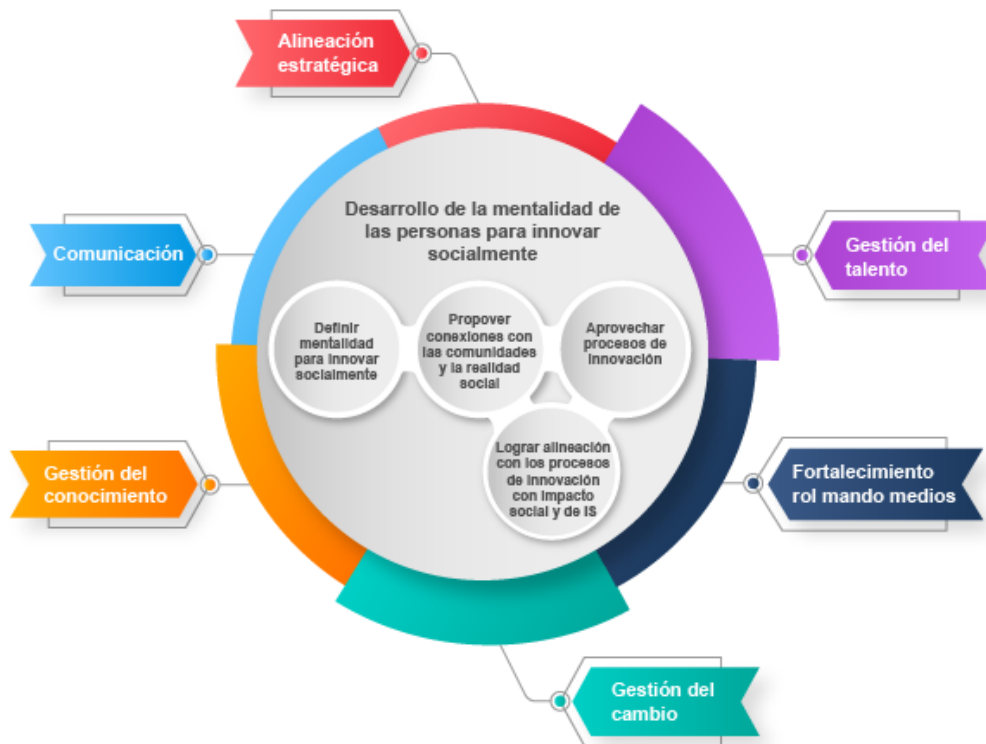 Alineación
estratégica
Desarrollo de la mentalidad de
las personas para innovar
socialmente
Comunicación
Gestión del
talento
Definir
mentalidad
para innovar
socialmente
Propover
conexiones con
las comunidades
y la realidad
social
Aprovechar
procesos de
innovación
Lograr alineación
con los procesos
de innovación
con impacto
social y de IS
Gestión del
conocimiento
Fortalecimiento
rol mando medios
Gestión del
cambio